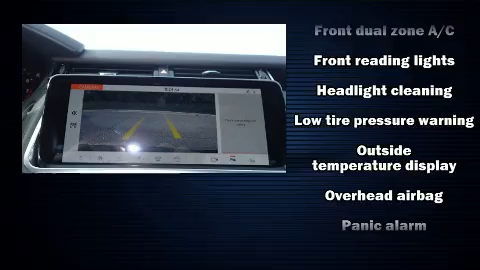 Front dual zone A/C
Front reading lights
Headlight cleaning
Low tire pressure warning
Outside
temperature display
Overhead airbag
Panic alarm